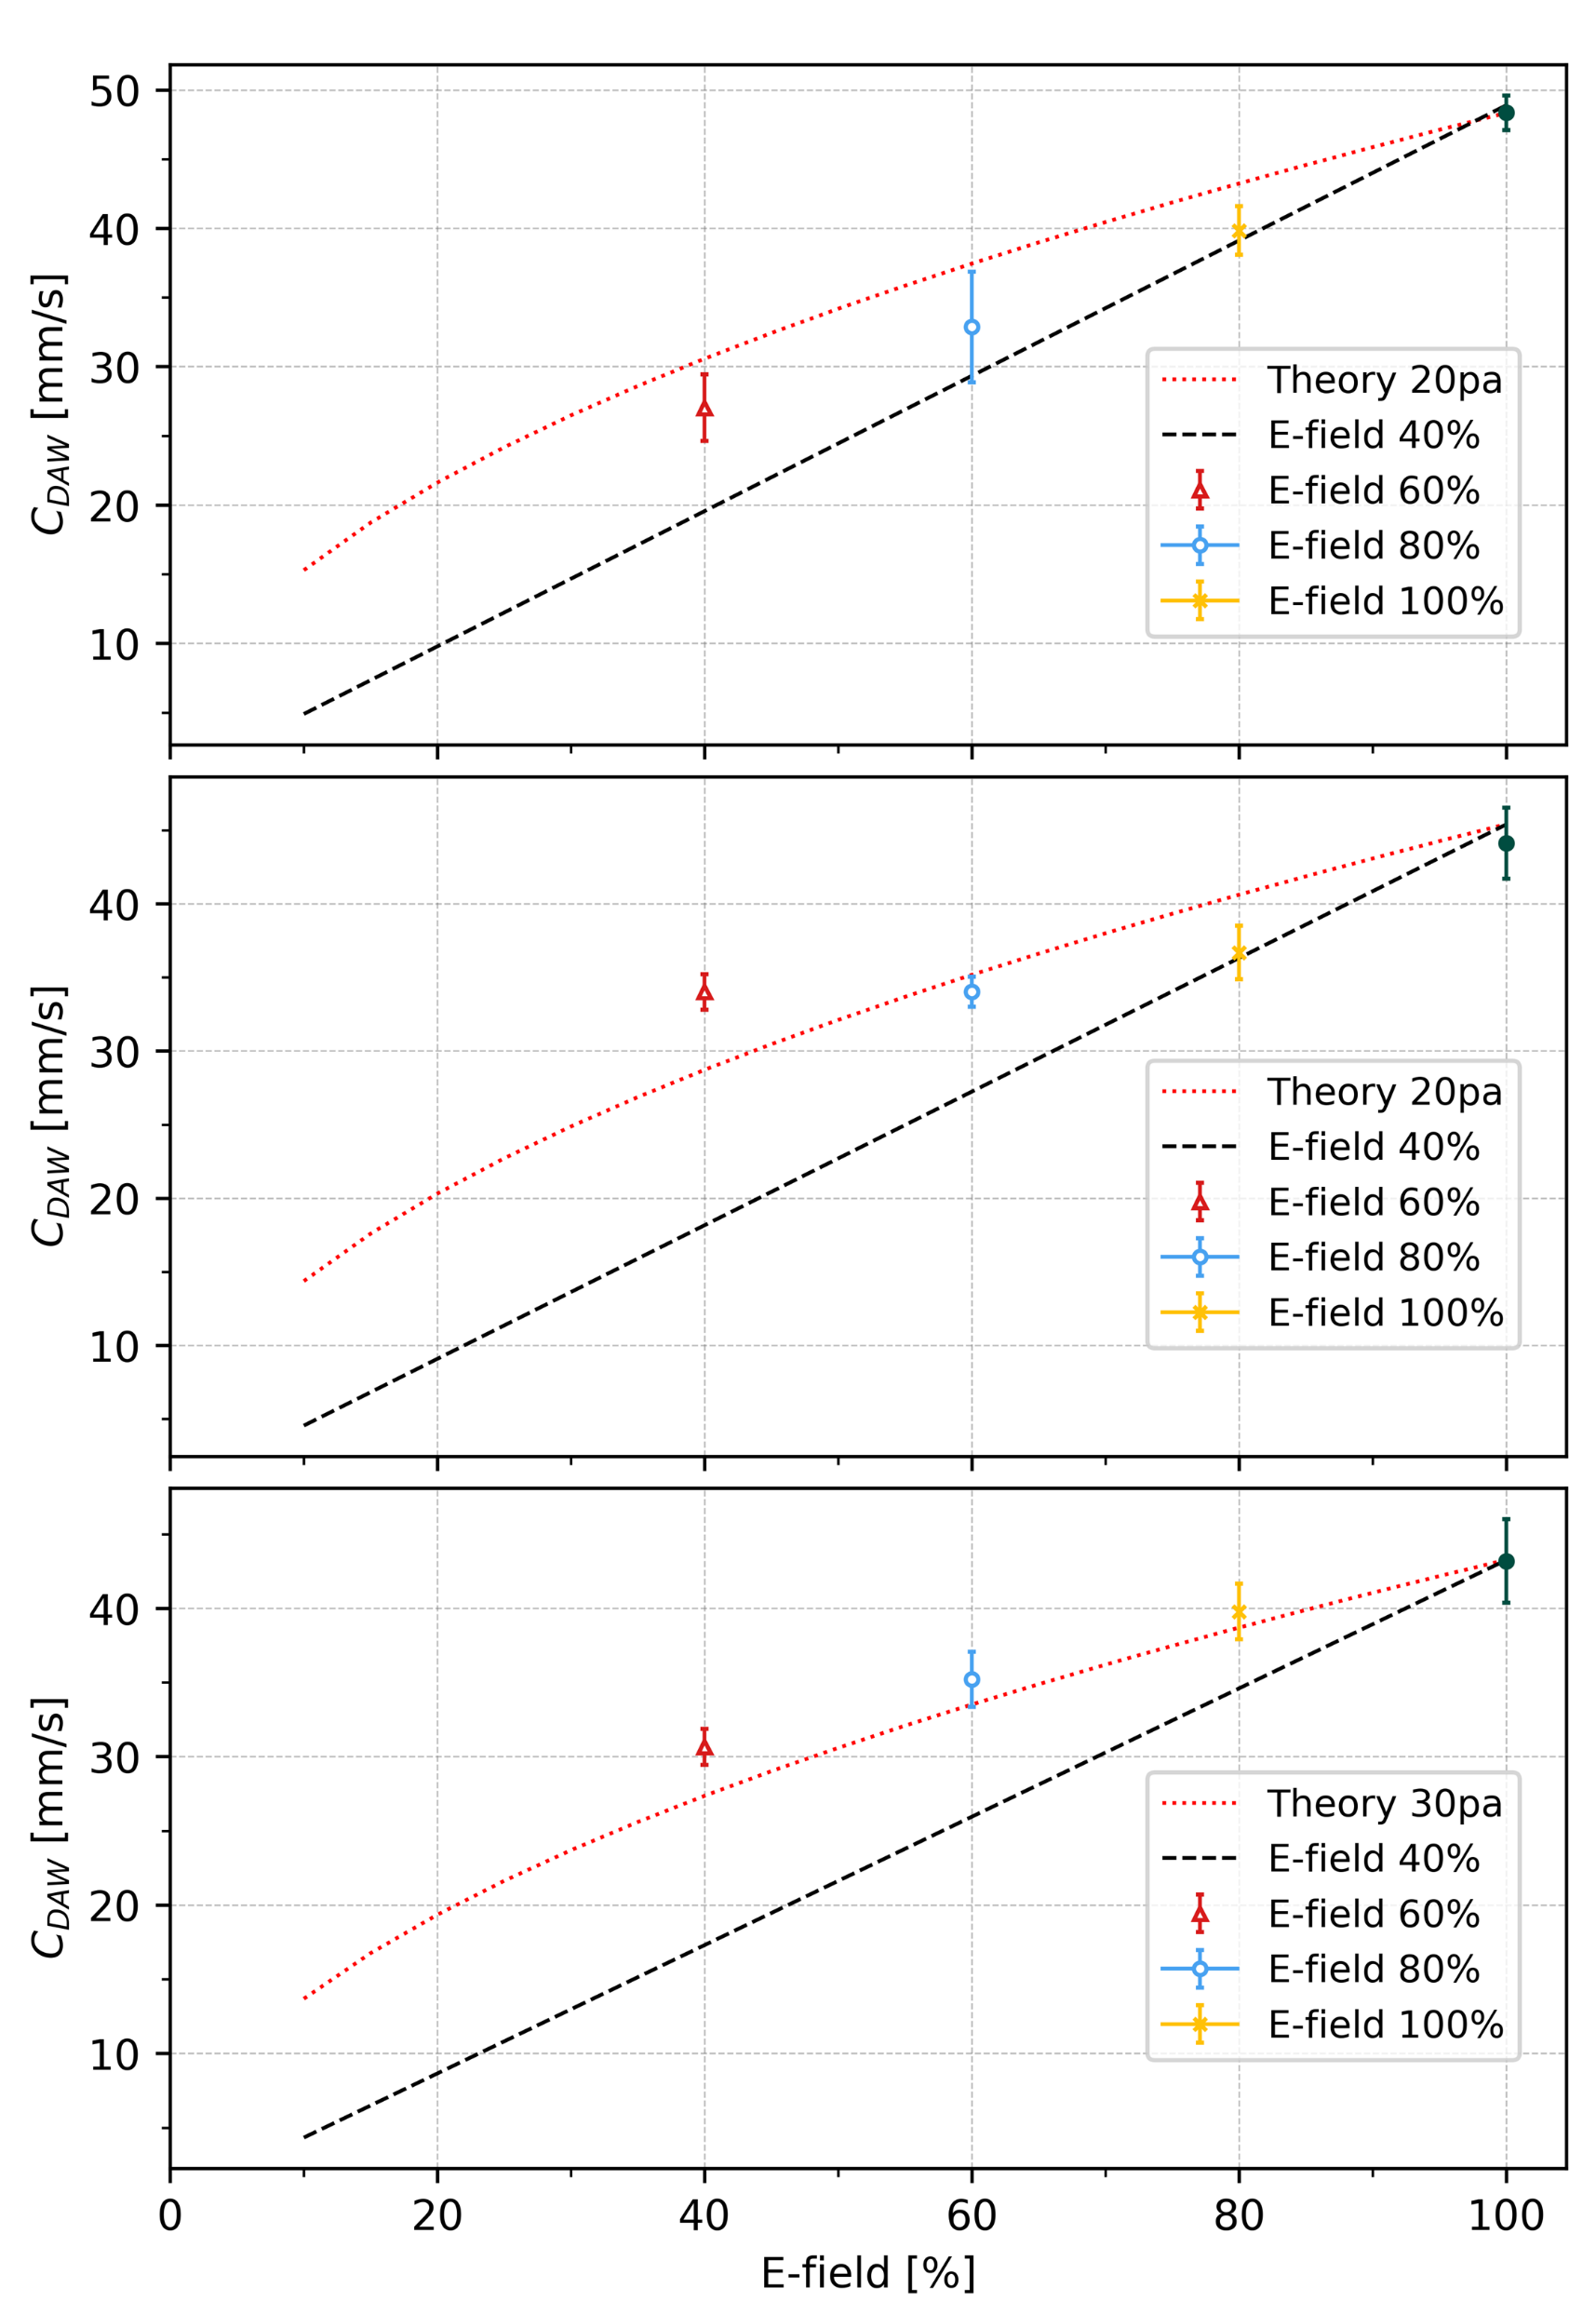 50
40
30
20
10
C_DAW [mm/s]
Theory 20pa
E-field 40%
E-field 60%
E-field 80%
E-field 100%
40
30
20
10
C_DAW [mm/s]
Theory 20pa
E-field 40%
E-field 60%
E-field 80%
E-field 100%
40
30
20
10
C_DAW [mm/s]
Theory 30pa
E-field 40%
E-field 60%
E-field 80%
E-field 100%
0 20 40 60 80 100
E-field [%]